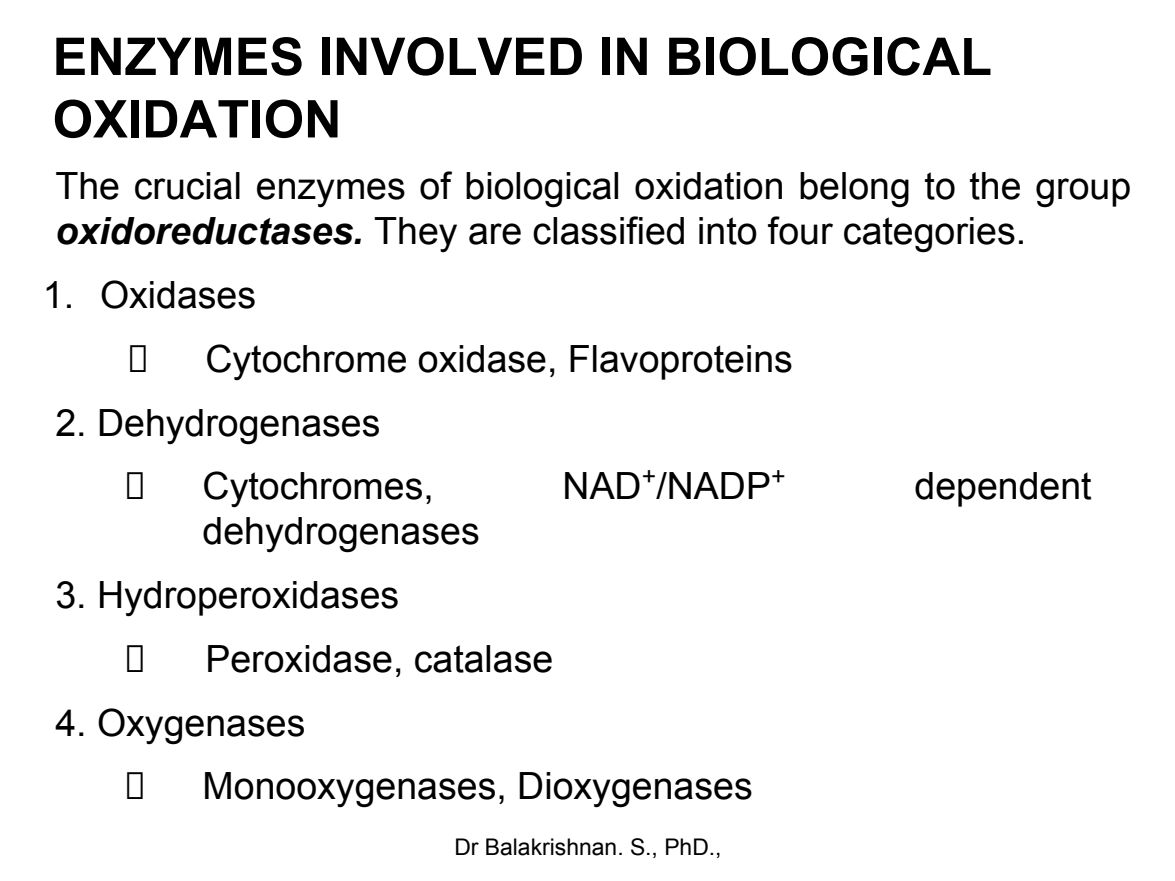 ENZYMES INVOLVED IN BIOLOGICAL
OXIDATION
The crucial enzymes of biological oxidation belong to the group
oxidoreductases. They are classified into four categories.
1. Oxidases
▯ Cytochrome oxidase, Flavoproteins
2. Dehydrogenases
▯ Cytochromes, NAD⁺/NADP⁺ dependent
dehydrogenases
3. Hydroperoxidases
▯ Peroxidase, catalase
4. Oxygenases
▯ Monooxygenases, Dioxygenases
Dr Balakrishnan. S., PhD.,